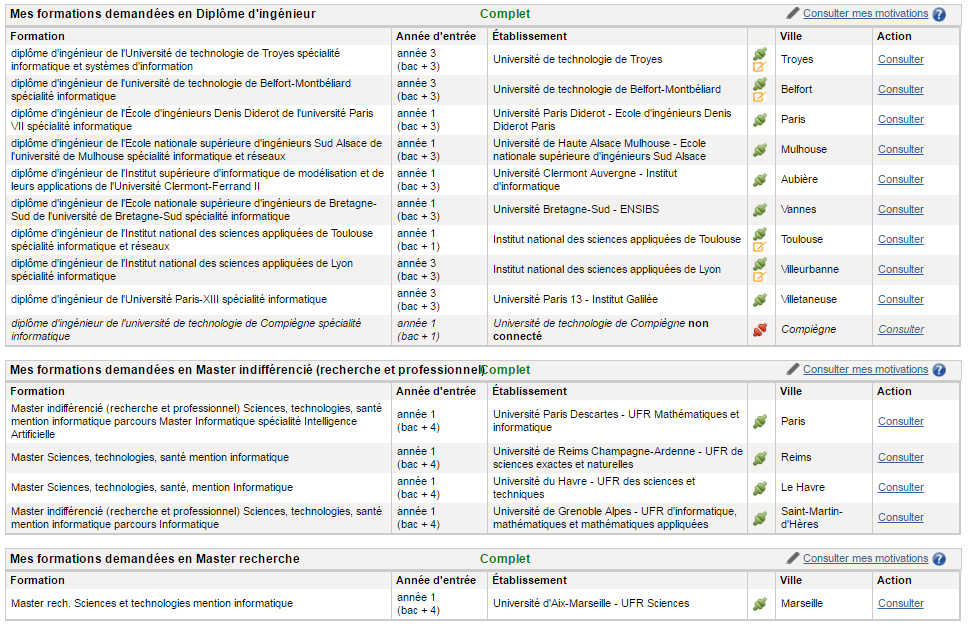 Mes formations demandées en Diplôme d'ingénieur Complet Consulter mes motivations ?
Formation Année d'entrée Établissement Ville Action
diplôme d'ingénieur de l'Université de technologie de Troyes spécialité
informatique et systèmes d'information
année 3
(bac + 3)
Université de technologie de Troyes
Troyes
Consulter
diplôme d'ingénieur de l'université de technologie de Belfort-Montbéliard
spécialité informatique
année 3
(bac + 3)
Université de technologie de Belfort-Montbéliard
Belfort
Consulter
diplôme d'ingénieur de l'École d'ingénieurs Denis Diderot de l'université Paris
VII spécialité informatique
année 1
(bac + 3)
Université Paris Diderot - Ecole d'ingénieurs Denis
Diderot Paris
Paris
Consulter
diplôme d'ingénieur de l'Ecole nationale supérieure d'ingénieurs Sud Alsace de
l'université de Mulhouse spécialité informatique et réseaux
année 1
(bac + 3)
Université de Haute Alsace Mulhouse - Ecole
nationale supérieure d'ingénieurs Sud Alsace
Mulhouse
Consulter
diplôme d'ingénieur de l'Institut supérieur d'informatique de modélisation et de
leurs applications de l'Université Clermont-Ferrand II
année 1
(bac + 3)
Université Clermont Auvergne - Institut
d'informatique
Aubière
Consulter
diplôme d'ingénieur de l'Ecole nationale supérieure d'ingénieurs de Bretagne-
Sud de l'université de Bretagne-Sud spécialité informatique
année 1
(bac + 3)
Université Bretagne-Sud - ENSIBS
Vannes
Consulter
diplôme d'ingénieur de l'Institut national des sciences appliquées de Toulouse
spécialité informatique et réseaux
année 1
(bac + 1)
Institut national des sciences appliquées de Toulouse
Toulouse
Consulter
diplôme d'ingénieur de l'Institut national des sciences appliquées de Lyon
spécialité informatique
année 3
(bac + 3)
Institut national des sciences appliquées de Lyon
Villeurbanne
Consulter
diplôme d'ingénieur de l'Université Paris-XIII spécialité informatique
année 3
(bac + 3)
Université Paris 13 - Institut Galilée
Villetaneuse
Consulter
diplôme d'ingénieur de l'université de technologie de Compiègne spécialité
informatique
année 1
(bac + 1)
Université de technologie de Compiègne non
connecté
Compiègne
Consulter
Mes formations demandées en Master indifférencié (recherche et professionnel) Complet Consulter mes motivations ?
Formation Année d'entrée Établissement Ville Action
Master indifférencié (recherche et professionnel) Sciences, technologies, santé
mention informatique parcours Master Informatique spécialité Intelligence
Artificielle
année 1
(bac + 4)
Université Paris Descartes - UFR Mathématiques et
informatique
Paris
Consulter
Master Sciences, technologies, santé mention informatique
année 1
(bac + 4)
Université de Reims Champagne-Ardenne - UFR de
sciences exactes et naturelles
Reims
Consulter
Master Sciences, technologies, santé, mention Informatique
année 1
(bac + 4)
Université du Havre - UFR des sciences et
techniques
Le Havre
Consulter
Master indifférencié (recherche et professionnel) Sciences, technologies, santé
mention informatique parcours Informatique
année 1
(bac + 4)
Université de Grenoble Alpes - UFR d'informatique,
mathématiques et mathématiques appliquées
Saint-Martin-
d'Hères
Consulter
Mes formations demandées en Master recherche Complet Consulter mes motivations ?
Formation Année d'entrée Établissement Ville Action
Master rech. Sciences et technologies mention informatique
année 1
(bac + 4)
Université d'Aix-Marseille - UFR Sciences
Marseille
Consulter